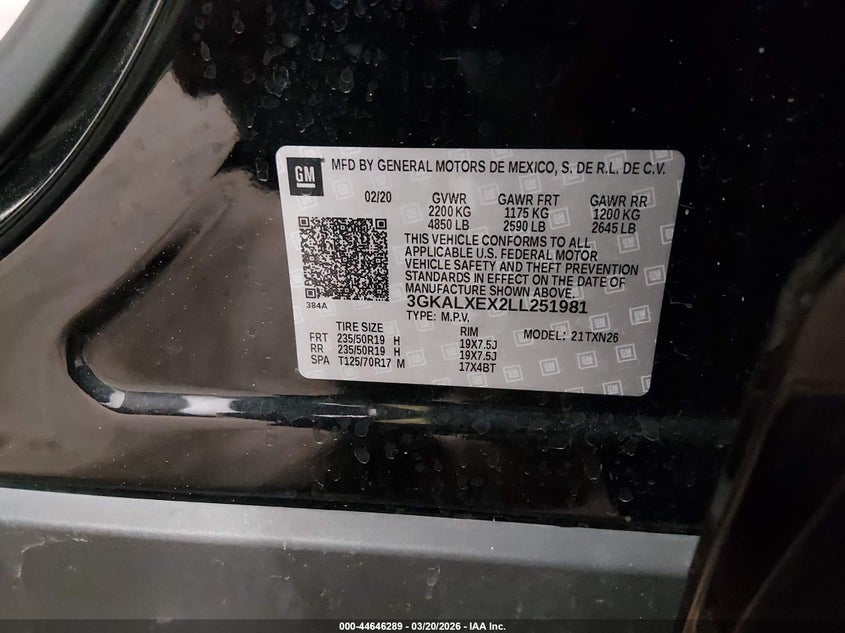 GM
MFD BY GENERAL MOTORS DE MEXICO, S. DE R.L. DE C.V.
02/20 GVWR GAWR FRT GAWR RR
2200 KG 1175 KG 1200 KG
4850 LB 2590 LB 2645 LB
THIS VEHICLE CONFORMS TO ALL
APPLICABLE U.S. FEDERAL MOTOR
VEHICLE SAFETY AND THEFT PREVENTION
STANDARDS IN EFFECT ON THE DATE OF
MANUFACTURE SHOWN ABOVE.
384A
3GKALXEX2LL251981
TYPE: M.P.V.
TIRE SIZE RIM MODEL: 21TXN26
FRT 235/50R19 H 19X7.5J
RR 235/50R19 H 19X7.5J
SPA T125/70R17 M 17X4BT
000-44646289 - 03/20/2026 - IAA Inc.